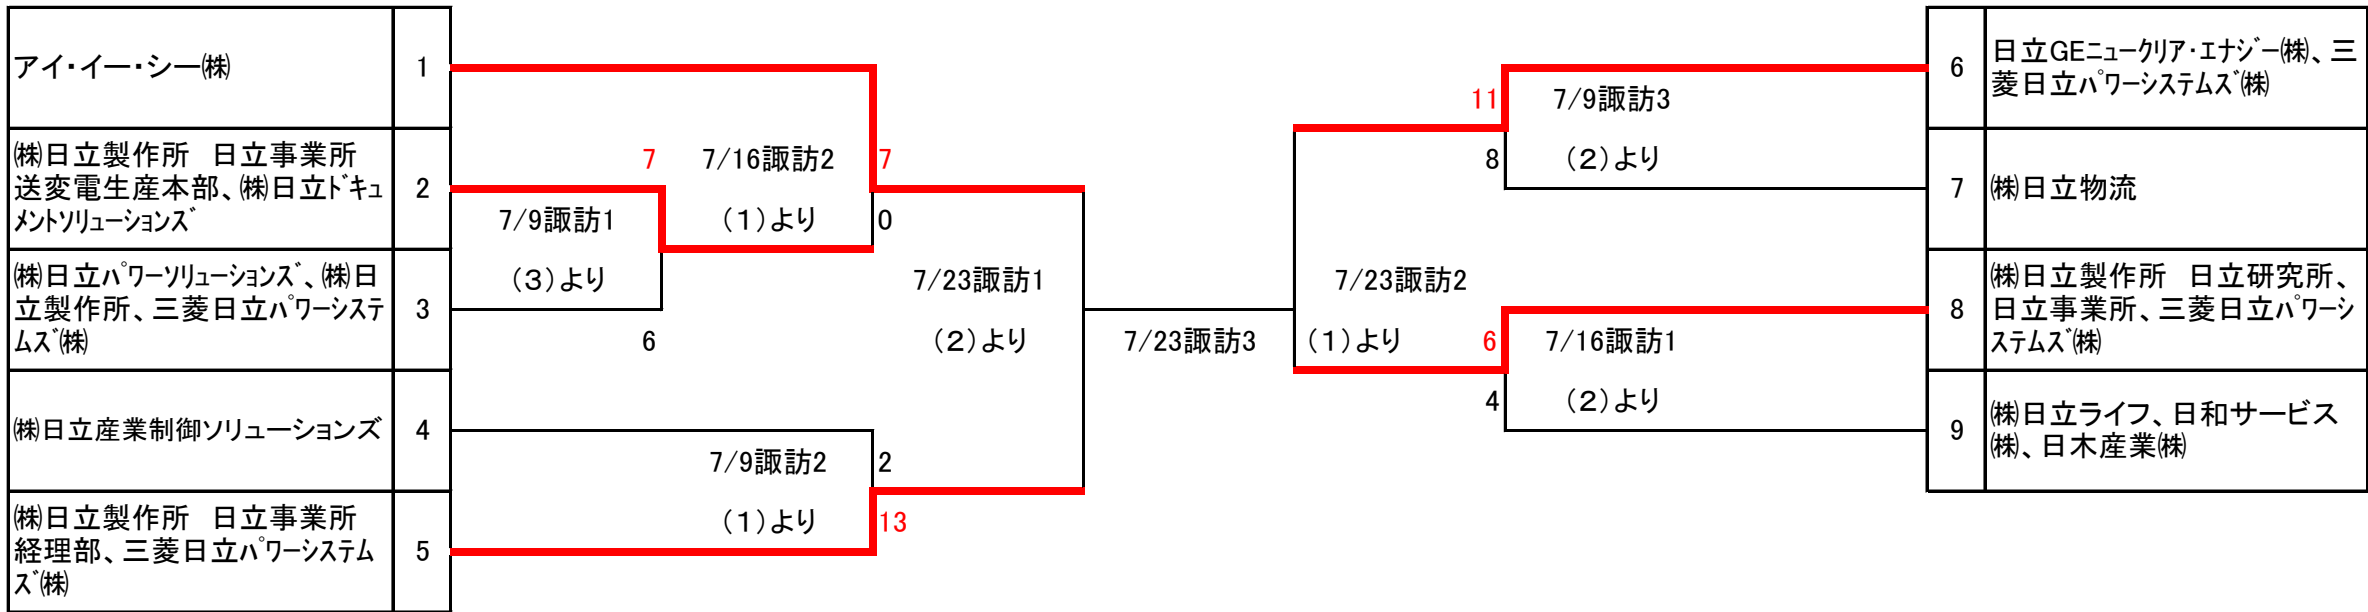 アイ・イー・シー㈱
1
㈱日立製作所　日立事業所
送変電生産本部、㈱日立ﾄﾞｷｭ
ﾒﾝﾄｿﾘｭｰｼｮﾝｽﾞ
2
㈱日立ﾊﾟﾜｰｿﾘｭｰｼｮﾝｽﾞ、㈱日
立製作所、三菱日立ﾊﾟﾜｰｼｽﾃ
ﾑｽﾞ㈱
3
㈱日立産業制御ソリューションズ
4
㈱日立製作所　日立事業所
経理部、三菱日立ﾊﾟﾜｰｼｽﾃﾑ
ｽﾞ㈱
5
7
7/9諏訪1
（3）より
6
7/16諏訪2
（1）より
7
0
7/9諏訪2
（1）より
2
13
7/23諏訪1
（2）より
7/23諏訪3
7/23諏訪2
（1）より
11
8
7/9諏訪3
（2）より
6
4
7/16諏訪1
（2）より
6
日立GEﾆｭｰｸﾘｱ･ｴﾅｼﾞｰ㈱、三
菱日立ﾊﾟﾜｰｼｽﾃﾑｽﾞ㈱
7
㈱日立物流
8
㈱日立製作所　日立研究所、
日立事業所、三菱日立ﾊﾟﾜｰｼ
ｽﾃﾑｽﾞ㈱
9
㈱日立ライフ、日和サービス
㈱、日木産業㈱